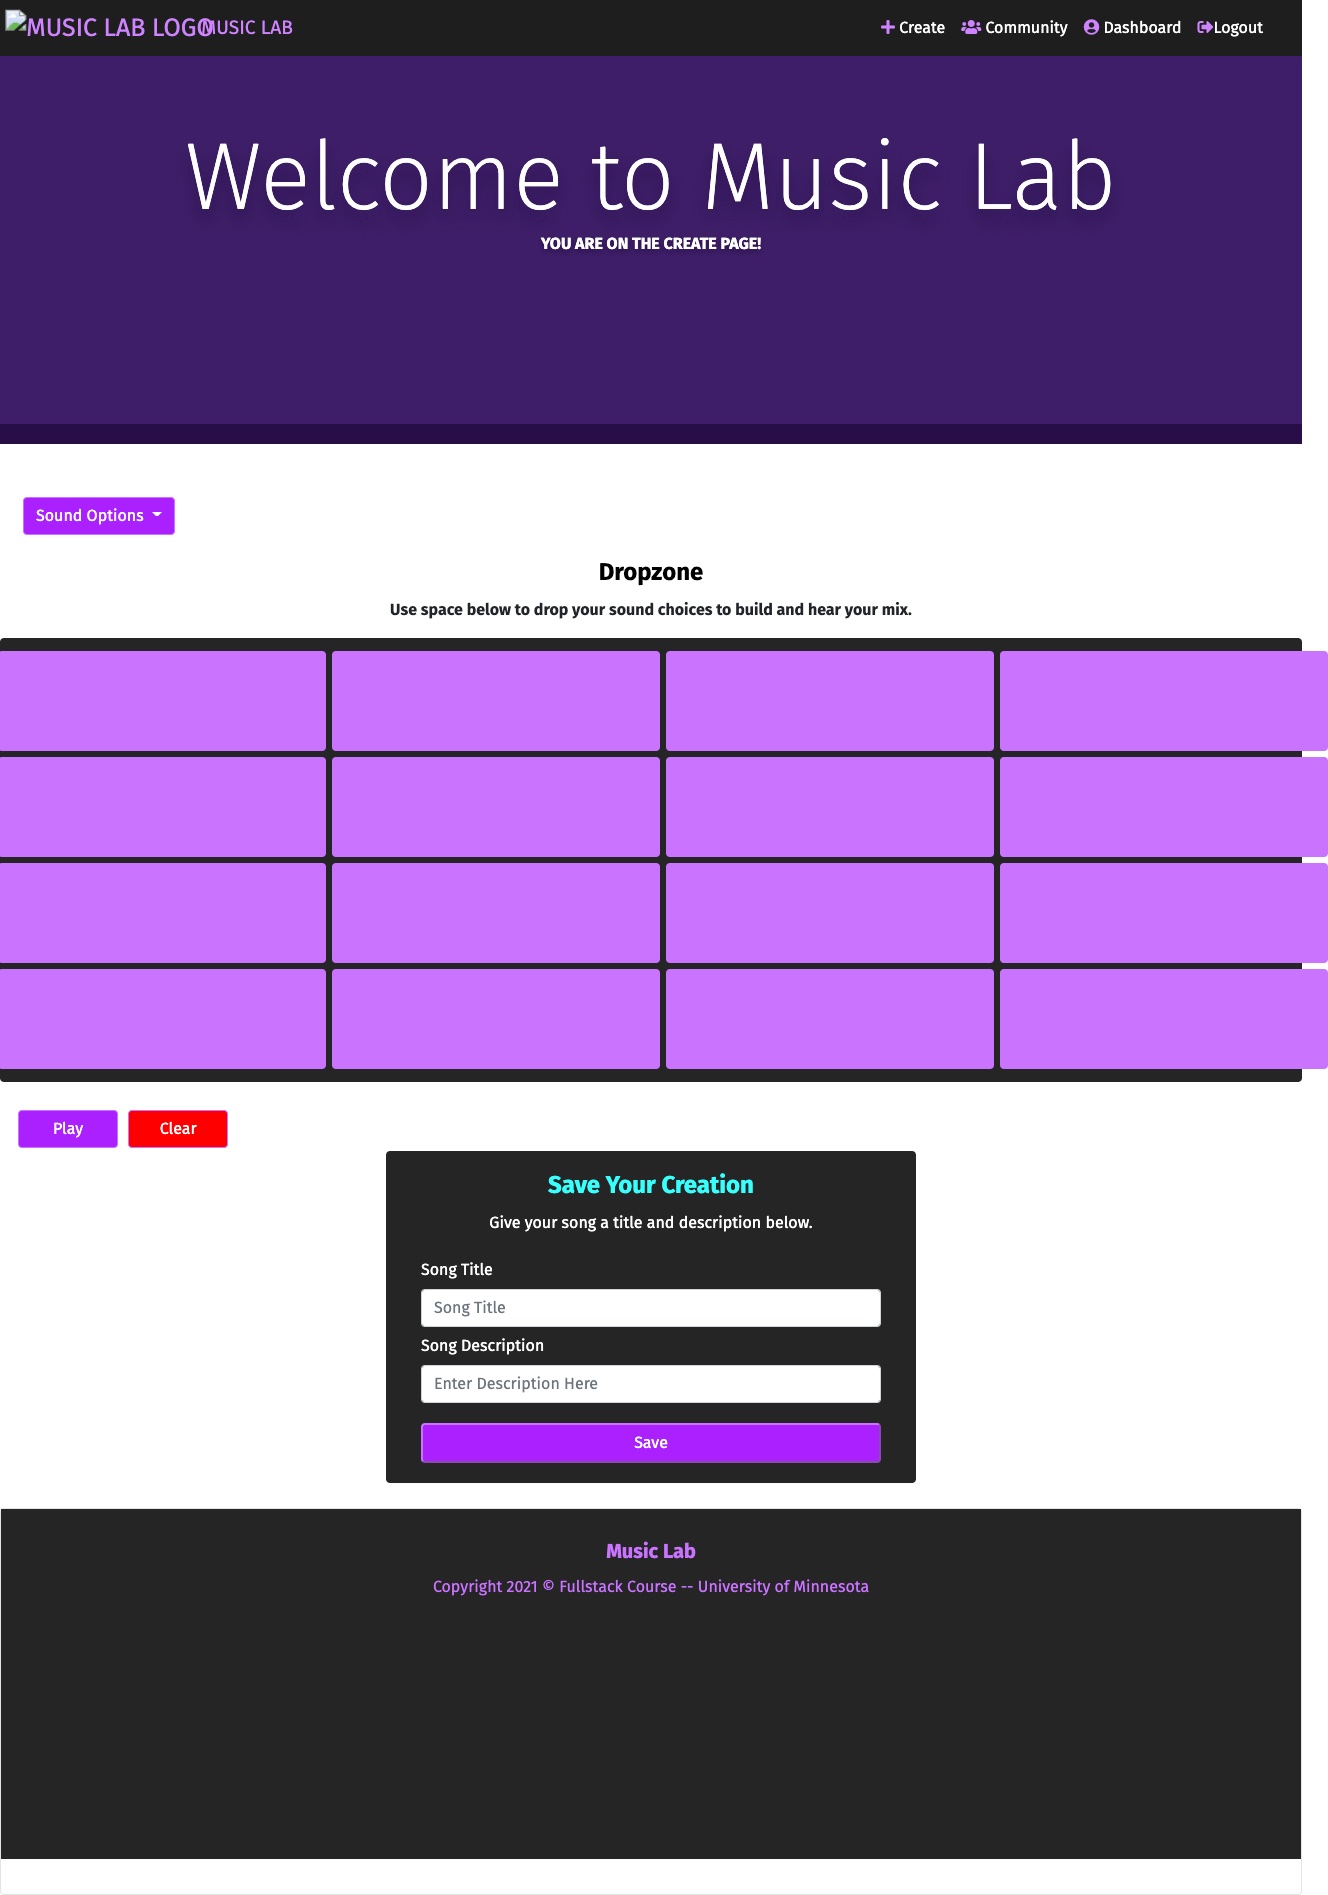 MUSIC LAB LOGO MUSIC LAB Create Community Dashboard Logout
Welcome to Music Lab
YOU ARE ON THE CREATE PAGE!
Sound Options
Dropzone
Use space below to drop your sound choices to build and hear your mix.
Play Clear
Save Your Creation
Give your song a title and description below.
Song Title
Song Title
Song Description
Enter Description Here
Save
Music Lab
Copyright 2021 © Fullstack Course -- University of Minnesota